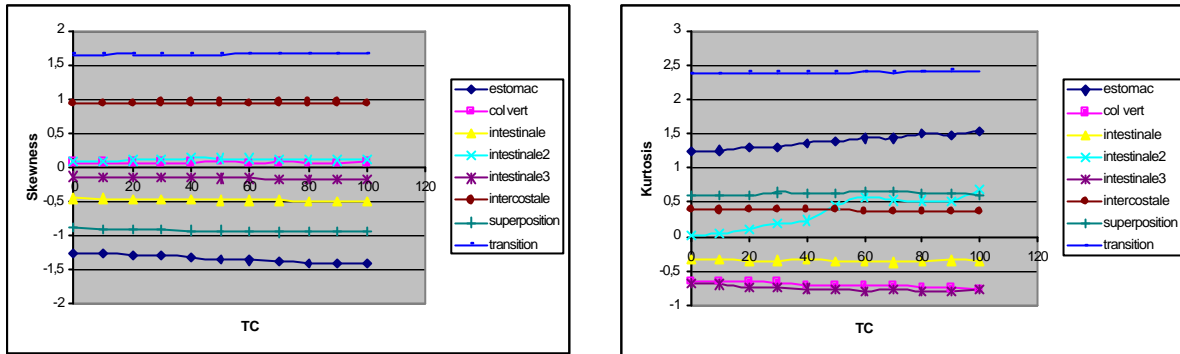 2
1,5
1
0,5
0
-0,5
-1
-1,5
-2
Skewness
0 20 40 60 80 100 120
TC
estomac
col vert
intestinale
intestinale2
intestinale3
intercostale
superposition
transition
3
2,5
2
1,5
1
0,5
0
-0,5
-1
Kurtosis
0 20 40 60 80 100 120
TC
estomac
col vert
intestinale
intestinale2
intestinale3
intercostale
superposition
transition